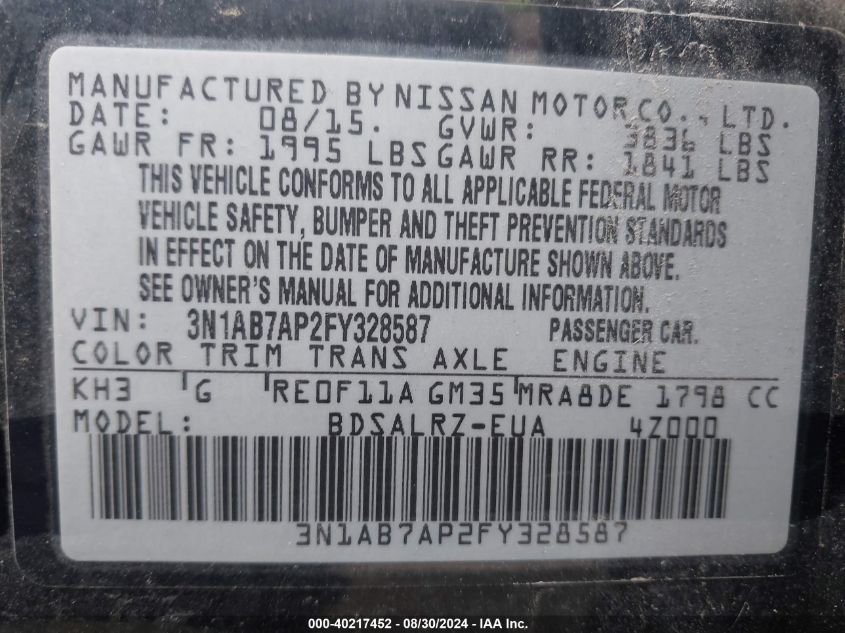 MANUFACTURED BY NISSAN MOTOR CO., LTD.
DATE: 08/15. GVWR: 3836 LBS
GAWR FR: 1995 LBS GAWR RR: 1841 LBS
THIS VEHICLE CONFORMS TO ALL APPLICABLE FEDERAL MOTOR
VEHICLE SAFETY, BUMPER AND THEFT PREVENTION STANDARDS
IN EFFECT ON THE DATE OF MANUFACTURE SHOWN ABOVE.
SEE OWNER'S MANUAL FOR ADDITIONAL INFORMATION.
VIN: 3N1AB7AP2FY328587 PASSENGER CAR.
COLOR TRIM TRANS AXLE ENGINE
KH3 G RE0F11A GM35 MRA8DE 1798 CC
MODEL: BDSALRZ-EUA 4Z000
3N1AB7AP2FY328587
000-40217452 - 08/30/2024 - IAA Inc.